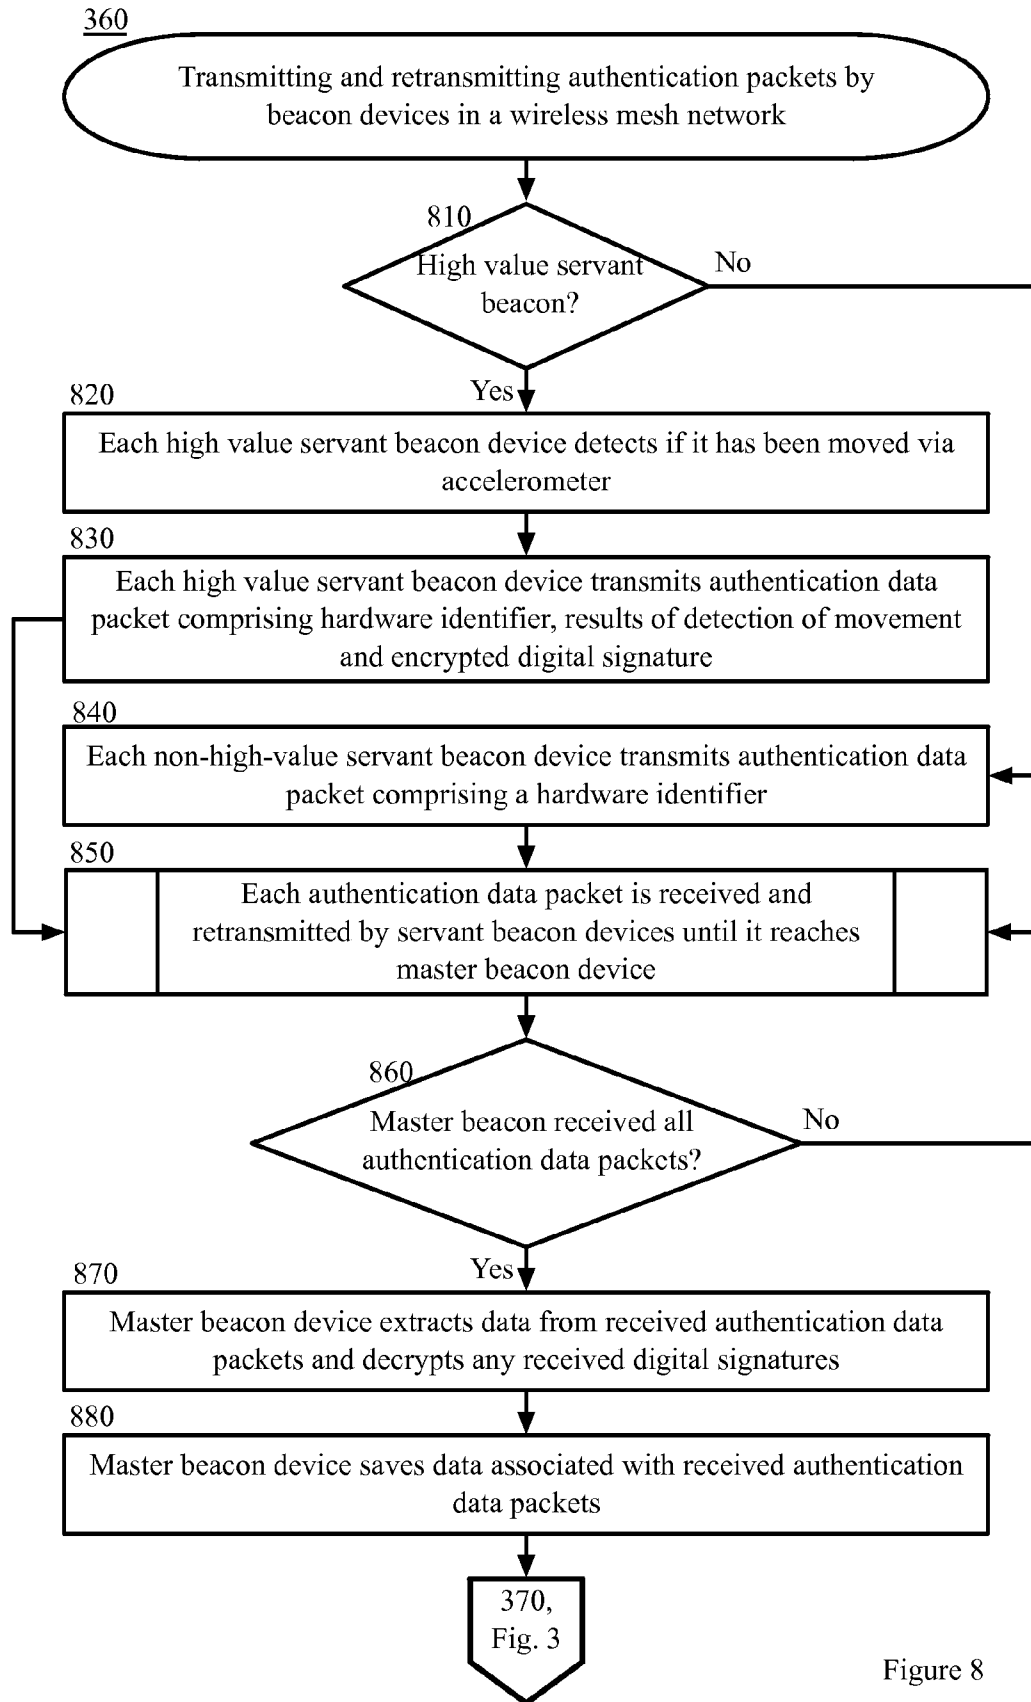 360
Transmitting and retransmitting authentication packets by
beacon devices in a wireless mesh network
810
High value servant
beacon?
No
Yes
820
Each high value servant beacon device detects if it has been moved via
accelerometer
830
Each high value servant beacon device transmits authentication data
packet comprising hardware identifier, results of detection of movement
and encrypted digital signature
840
Each non-high-value servant beacon device transmits authentication data
packet comprising a hardware identifier
850
Each authentication data packet is received and
retransmitted by servant beacon devices until it reaches
master beacon device
860
Master beacon received all
authentication data packets?
No
Yes
870
Master beacon device extracts data from received authentication data
packets and decrypts any received digital signatures
880
Master beacon device saves data associated with received authentication
data packets
370,
Fig. 3
Figure 8